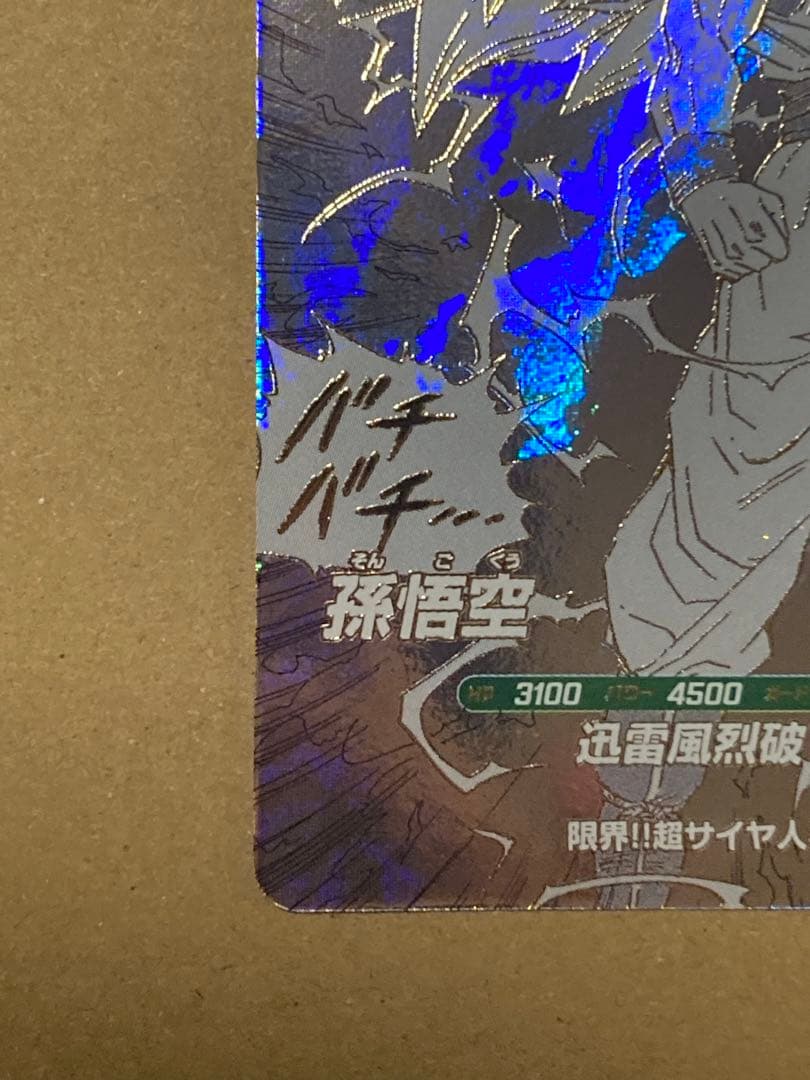 バチ
バチ…
そんごくう
孫悟空
3100 パワー 4500
迅雷風烈破
限界!!超サイヤ人